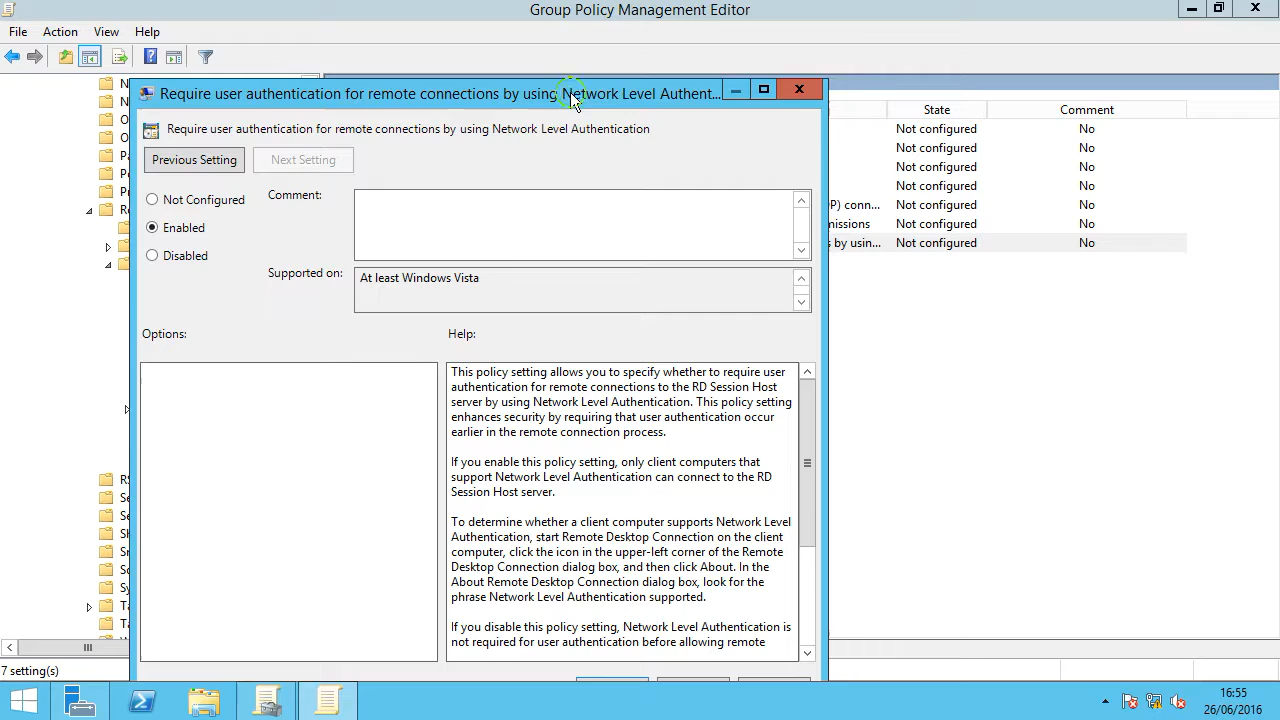 Group Policy Management Editor
File Action View Help
Require user authentication for remote connections by using Network Level Authent...
Require user authentication for remote connections by using Network Level Authentication
Previous Setting Next Setting
Not Configured
Enabled
Disabled
Comment:
Supported on:
At least Windows Vista
Options:
Help:
This policy setting allows you to specify whether to require user
authentication for remote connections to the RD Session Host
server by using Network Level Authentication. This policy setting
enhances security by requiring that user authentication occur
earlier in the remote connection process.
If you enable this policy setting, only client computers that
support Network Level Authentication can connect to the RD
Session Host server.
To determine whether a client computer supports Network Level
Authentication, start Remote Desktop Connection on the client
computer, click the icon in the upper-left corner of the Remote
Desktop Connection dialog box, and then click About. In the
About Remote Desktop Connection dialog box, look for the
phrase Network Level Authentication supported.
If you disable this policy setting, Network Level Authentication is
not required for user authentication before allowing remote
State Comment
Not configured No
Not configured No
Not configured No
Not configured No
P) conn... Not configured No
missions Not configured No
s by usin... Not configured No
7 setting(s)
16:55
26/06/2016